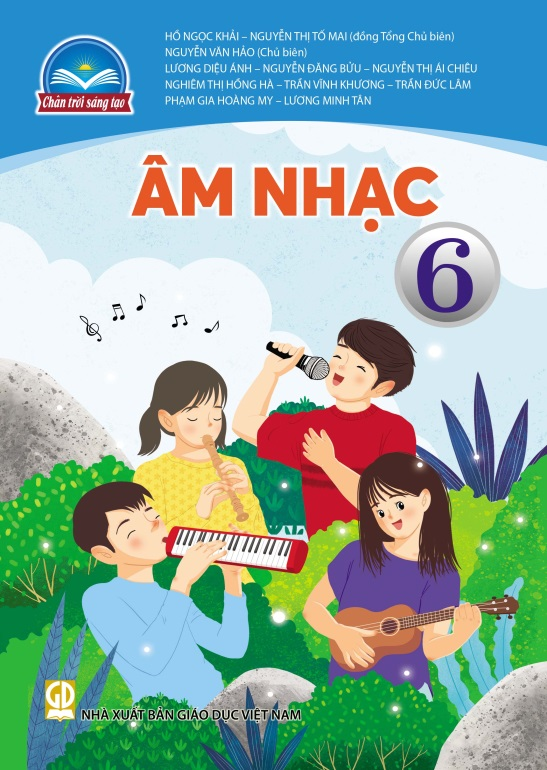 HỒ NGỌC KHẢI – NGUYỄN THỊ TỐ MAI (đồng Tổng Chủ biên)
NGUYỄN VĂN HẢO (Chủ biên)
LƯƠNG DIỆU ÁNH – NGUYỄN ĐĂNG BỬU – NGUYỄN THỊ ÁI CHIÊU
NGHIÊM THỊ HỒNG HÀ – TRẦN VĨNH KHƯƠNG – TRẦN ĐỨC LÂM
PHẠM GIA HOÀNG MY – LƯƠNG MINH TÂN
Chân trời sáng tạo
ÂM NHẠC
6
GD
NHÀ XUẤT BẢN GIÁO DỤC VIỆT NAM